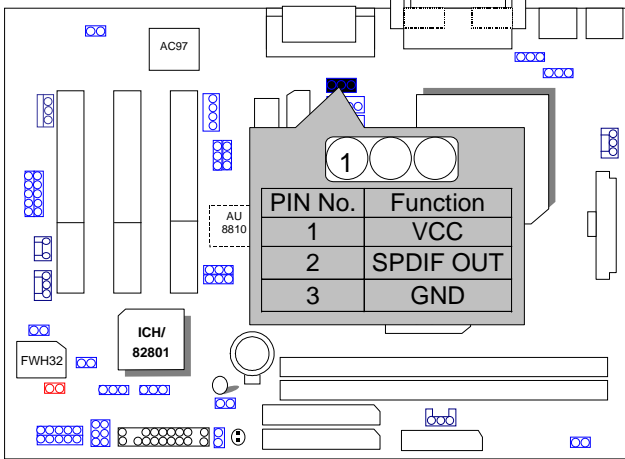 AC97
1
PIN No. Function
1 VCC
2 SPDIF OUT
3 GND
AU
8810
ICH/
82801
FWH32